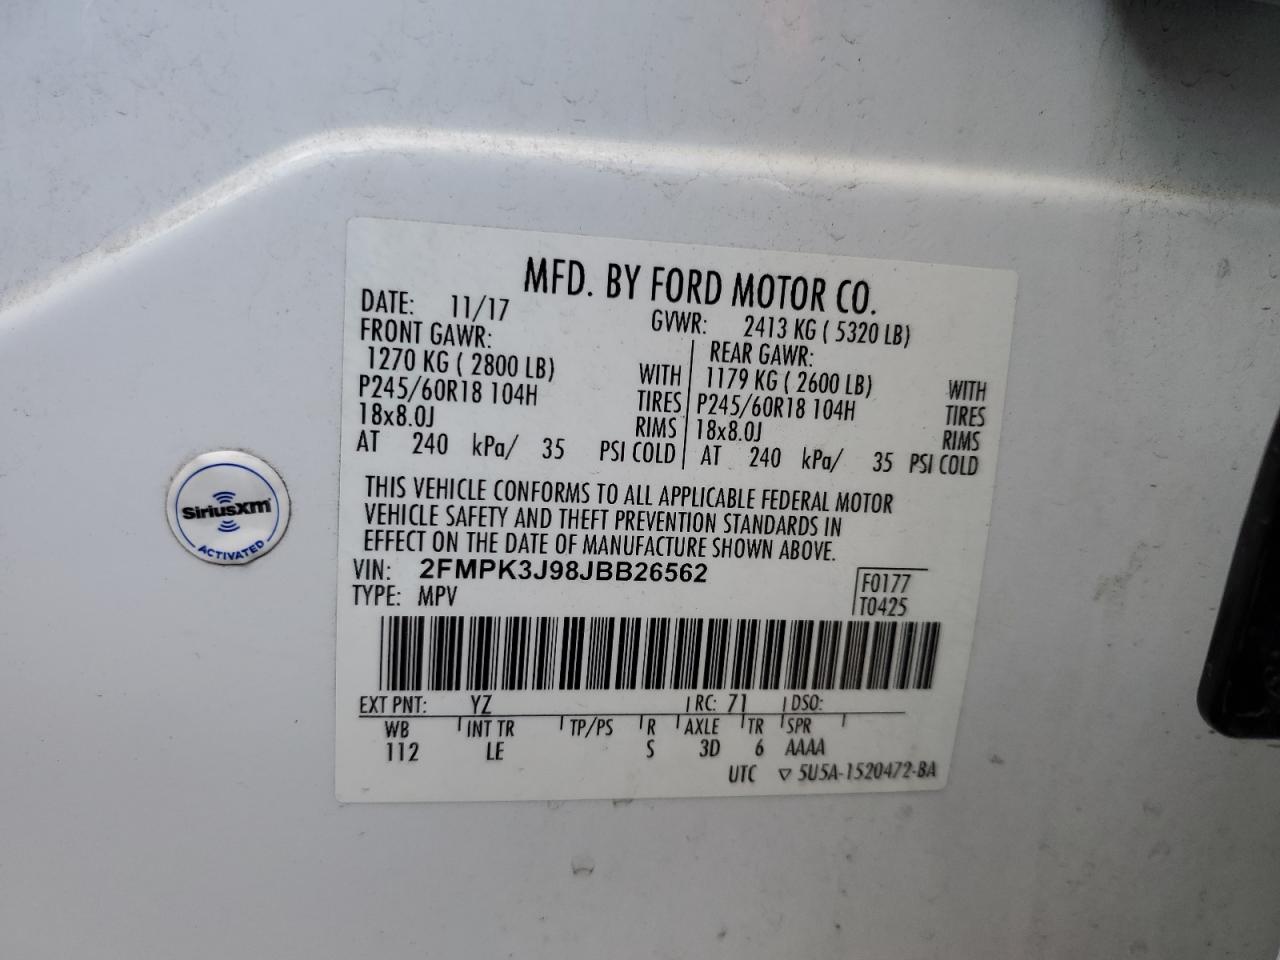 MFD. BY FORD MOTOR CO.
DATE: 11/17 GVWR: 2413 KG ( 5320 LB)
FRONT GAWR: REAR GAWR:
1270 KG ( 2800 LB) WITH 1179 KG ( 2600 LB) WITH
P245/60R18 104H TIRES P245/60R18 104H TIRES
18x8.0J RIMS 18x8.0J RIMS
AT 240 kPa/ 35 PSI COLD AT 240 kPa/ 35 PSI COLD
THIS VEHICLE CONFORMS TO ALL APPLICABLE FEDERAL MOTOR
VEHICLE SAFETY AND THEFT PREVENTION STANDARDS IN
EFFECT ON THE DATE OF MANUFACTURE SHOWN ABOVE.
VIN: 2FMPK3J98JBB26562
TYPE: MPV
F0177
T0425
EXT PNT: YZ RC: 71 DSO:
WB INT TR TP/PS R AXLE TR SPR
112 LE S 3D 6 AAAA
UTC ▽ 5U5A-1520472-BA
SiriusXM
ACTIVATED